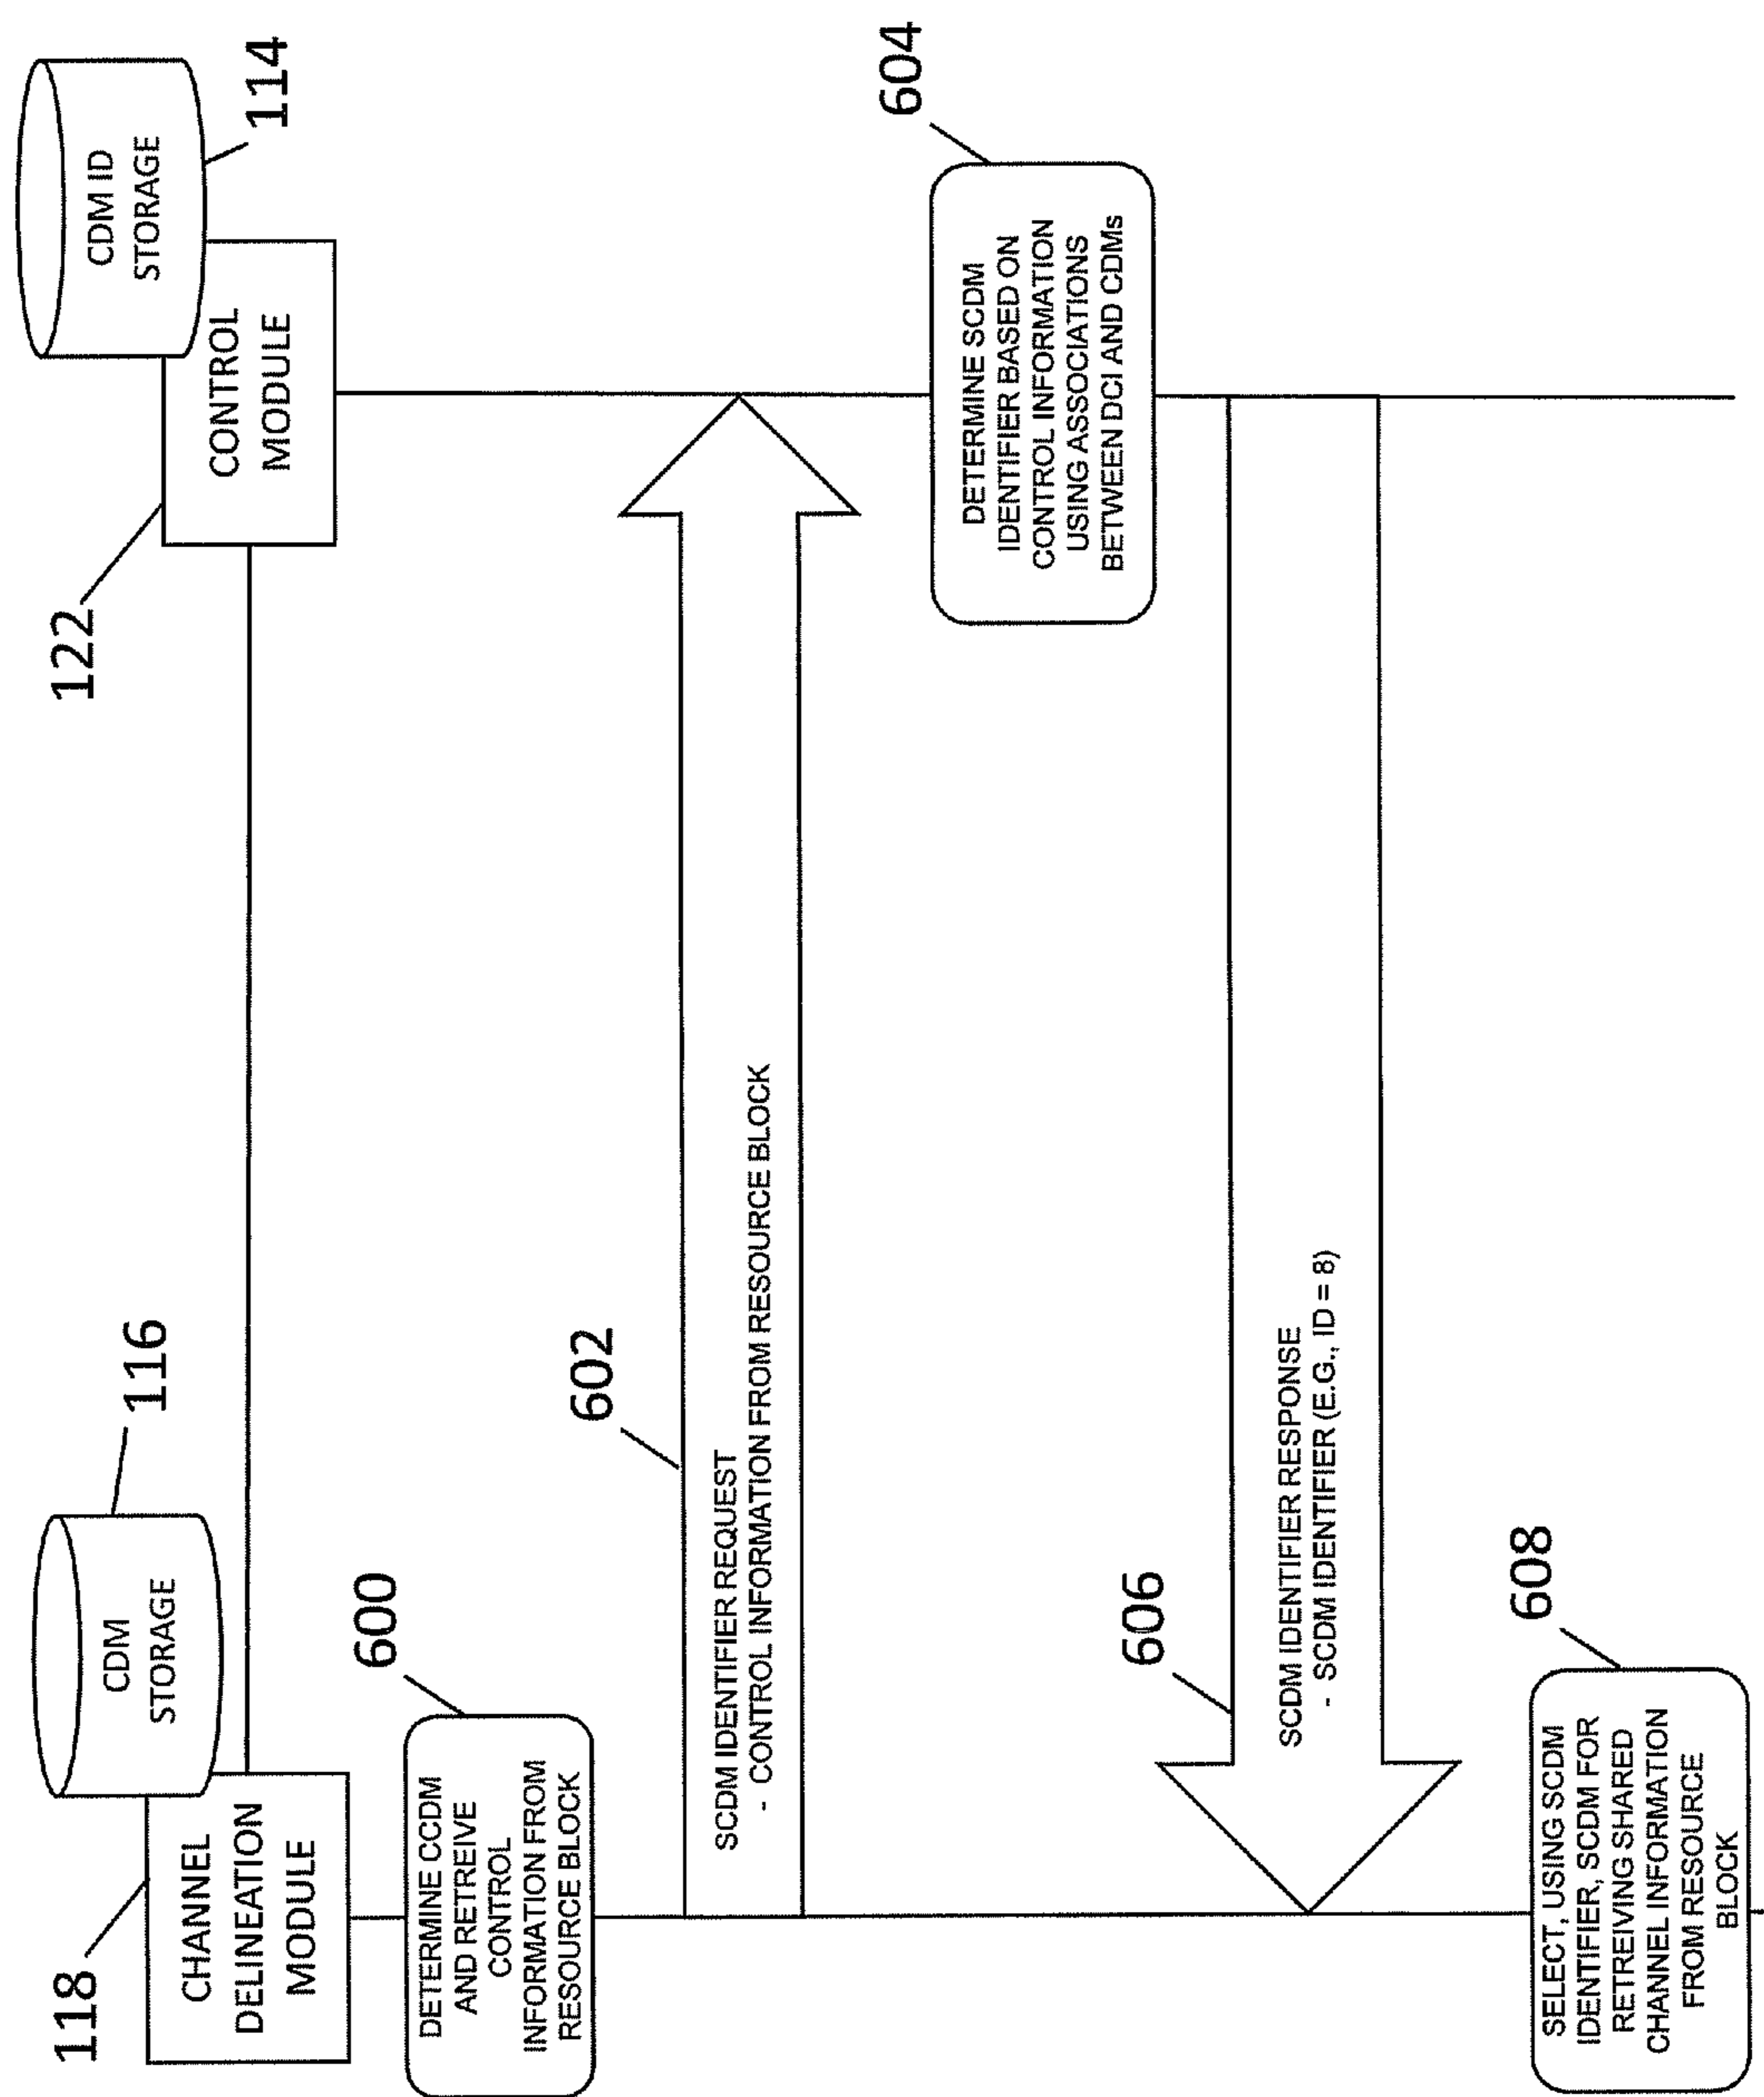 CDM
STORAGE
116
118
CHANNEL
DELINEATION
MODULE
CDM ID
STORAGE
114
122
CONTROL
MODULE
600
DETERMINE CCDM
AND RETREIVE
CONTROL
INFORMATION FROM
RESOURCE BLOCK
602
SCDM IDENTIFIER REQUEST
- CONTROL INFORMATION FROM RESOURCE BLOCK
604
DETERMINE SCDM
IDENTIFIER BASED ON
CONTROL INFORMATION
USING ASSOCIATIONS
BETWEEN DCI AND CDMs
606
SCDM IDENTIFIER RESPONSE
- SCDM IDENTIFIER (E.G., ID = 8)
608
SELECT, USING SCDM
IDENTIFIER, SCDM FOR
RETREIVING SHARED
CHANNEL INFORMATION
FROM RESOURCE
BLOCK